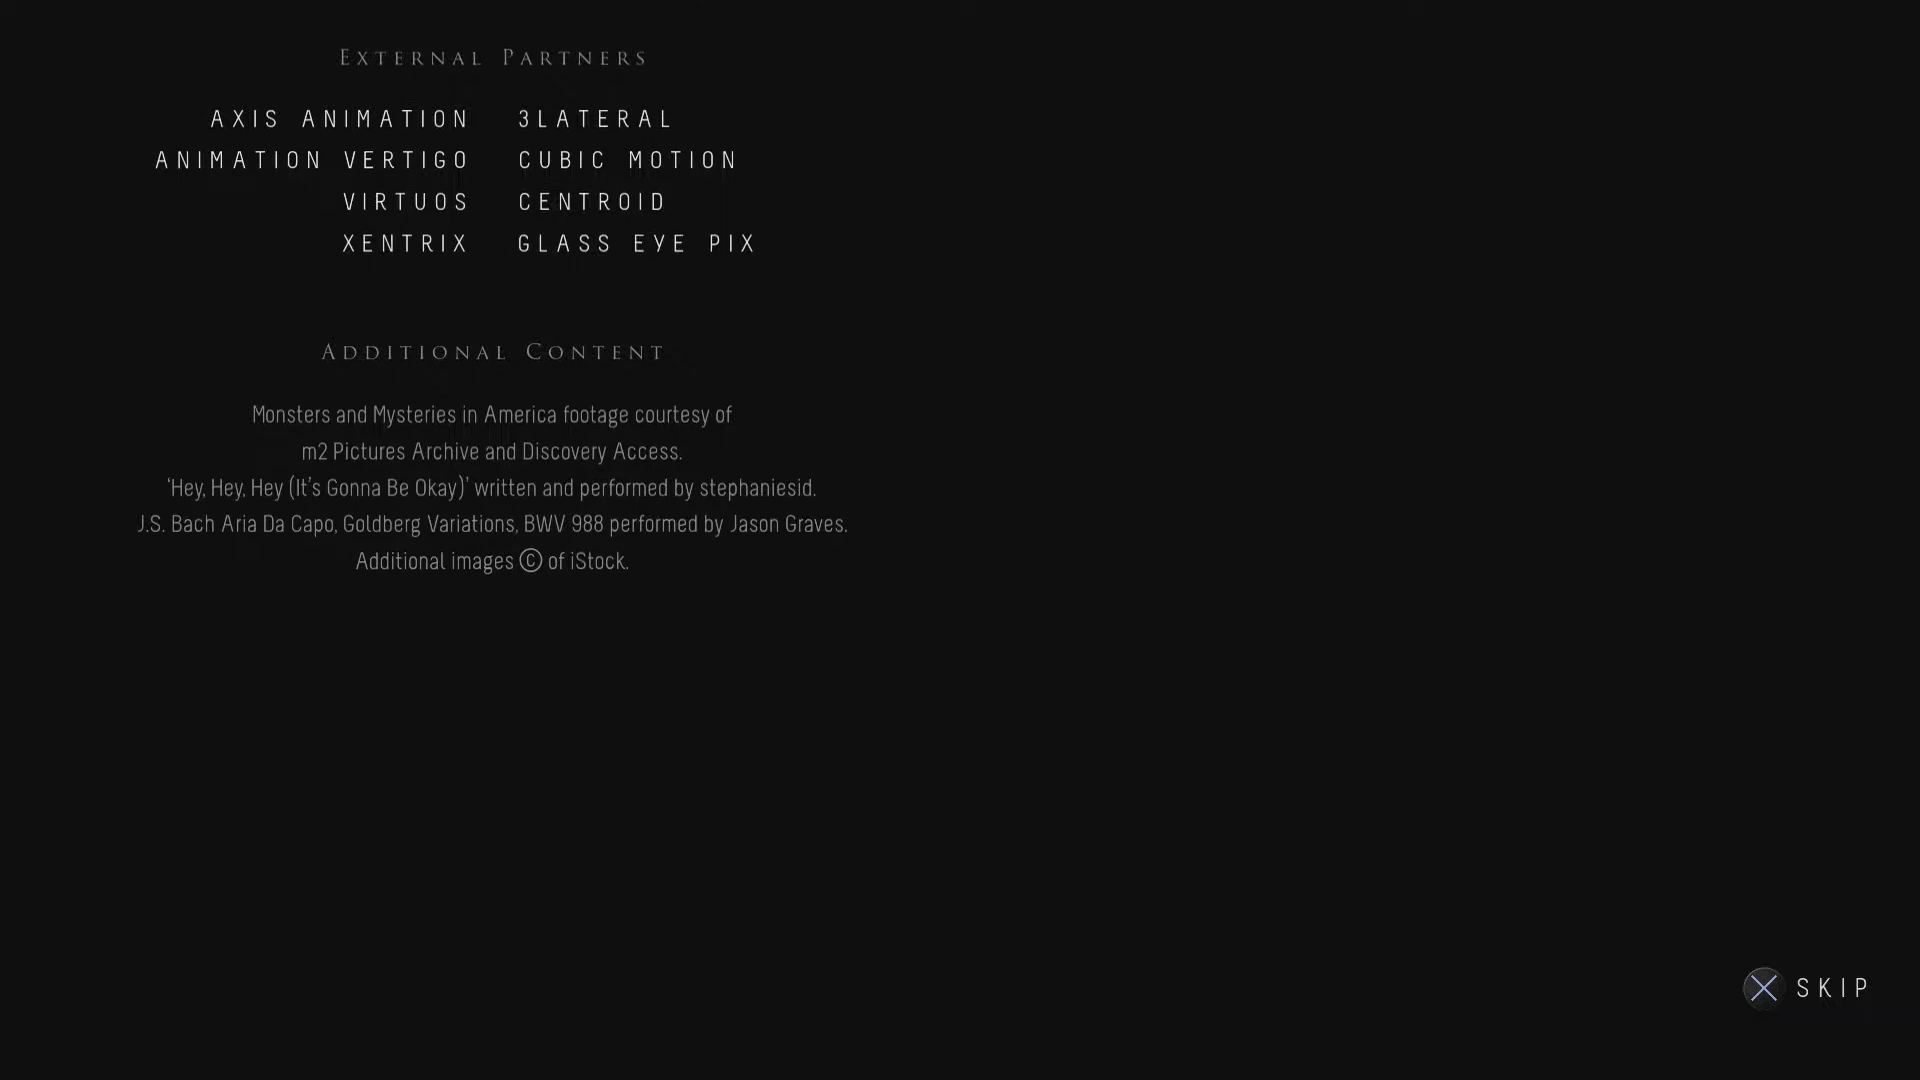 External Partners
AXIS ANIMATION 3LATERAL
ANIMATION VERTIGO CUBIC MOTION
VIRTUOS CENTROID
XENTRIX GLASS EYE PIX
Additional Content
Monsters and Mysteries in America footage courtesy of
m2 Pictures Archive and Discovery Access.
‘Hey, Hey, Hey (It’s Gonna Be Okay)’ written and performed by stephaniesid.
J.S. Bach Aria Da Capo, Goldberg Variations, BWV 988 performed by Jason Graves.
Additional images © of iStock.
SKIP